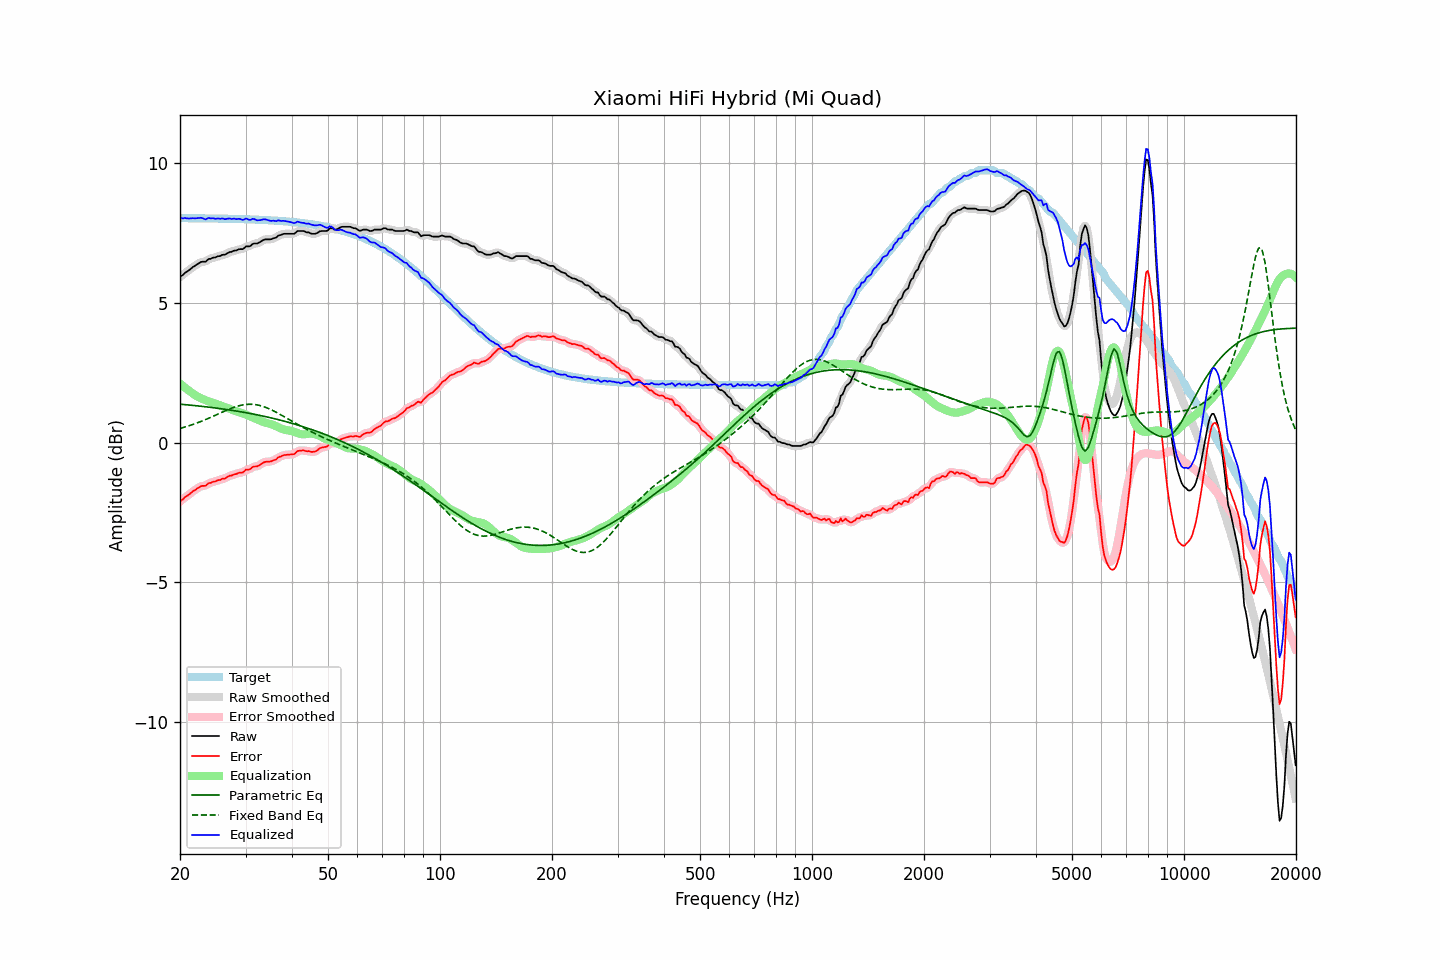 Xiaomi HiFi Hybrid (Mi Quad)
Amplitude (dBr)
10
5
0
−5
−10
Target
Raw Smoothed
Error Smoothed
Raw
Error
Equalization
Parametric Eq
Fixed Band Eq
Equalized
20 50 100 200 500 1000 2000 5000 10000 20000
Frequency (Hz)